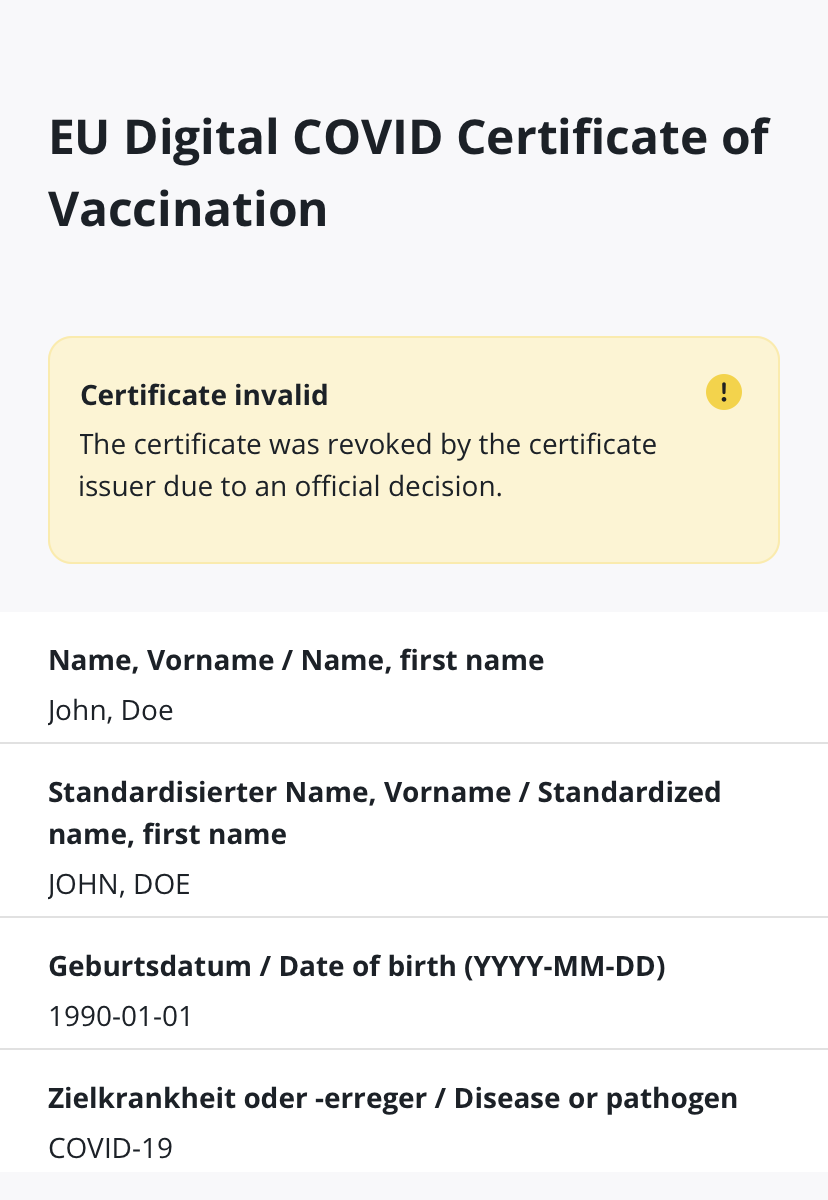 EU Digital COVID Certificate of
Vaccination
Certificate invalid
!
The certificate was revoked by the certificate
issuer due to an official decision.
Name, Vorname / Name, first name
John, Doe
Standardisierter Name, Vorname / Standardized
name, first name
JOHN, DOE
Geburtsdatum / Date of birth (YYYY-MM-DD)
1990-01-01
Zielkrankheit oder -erreger / Disease or pathogen
COVID-19